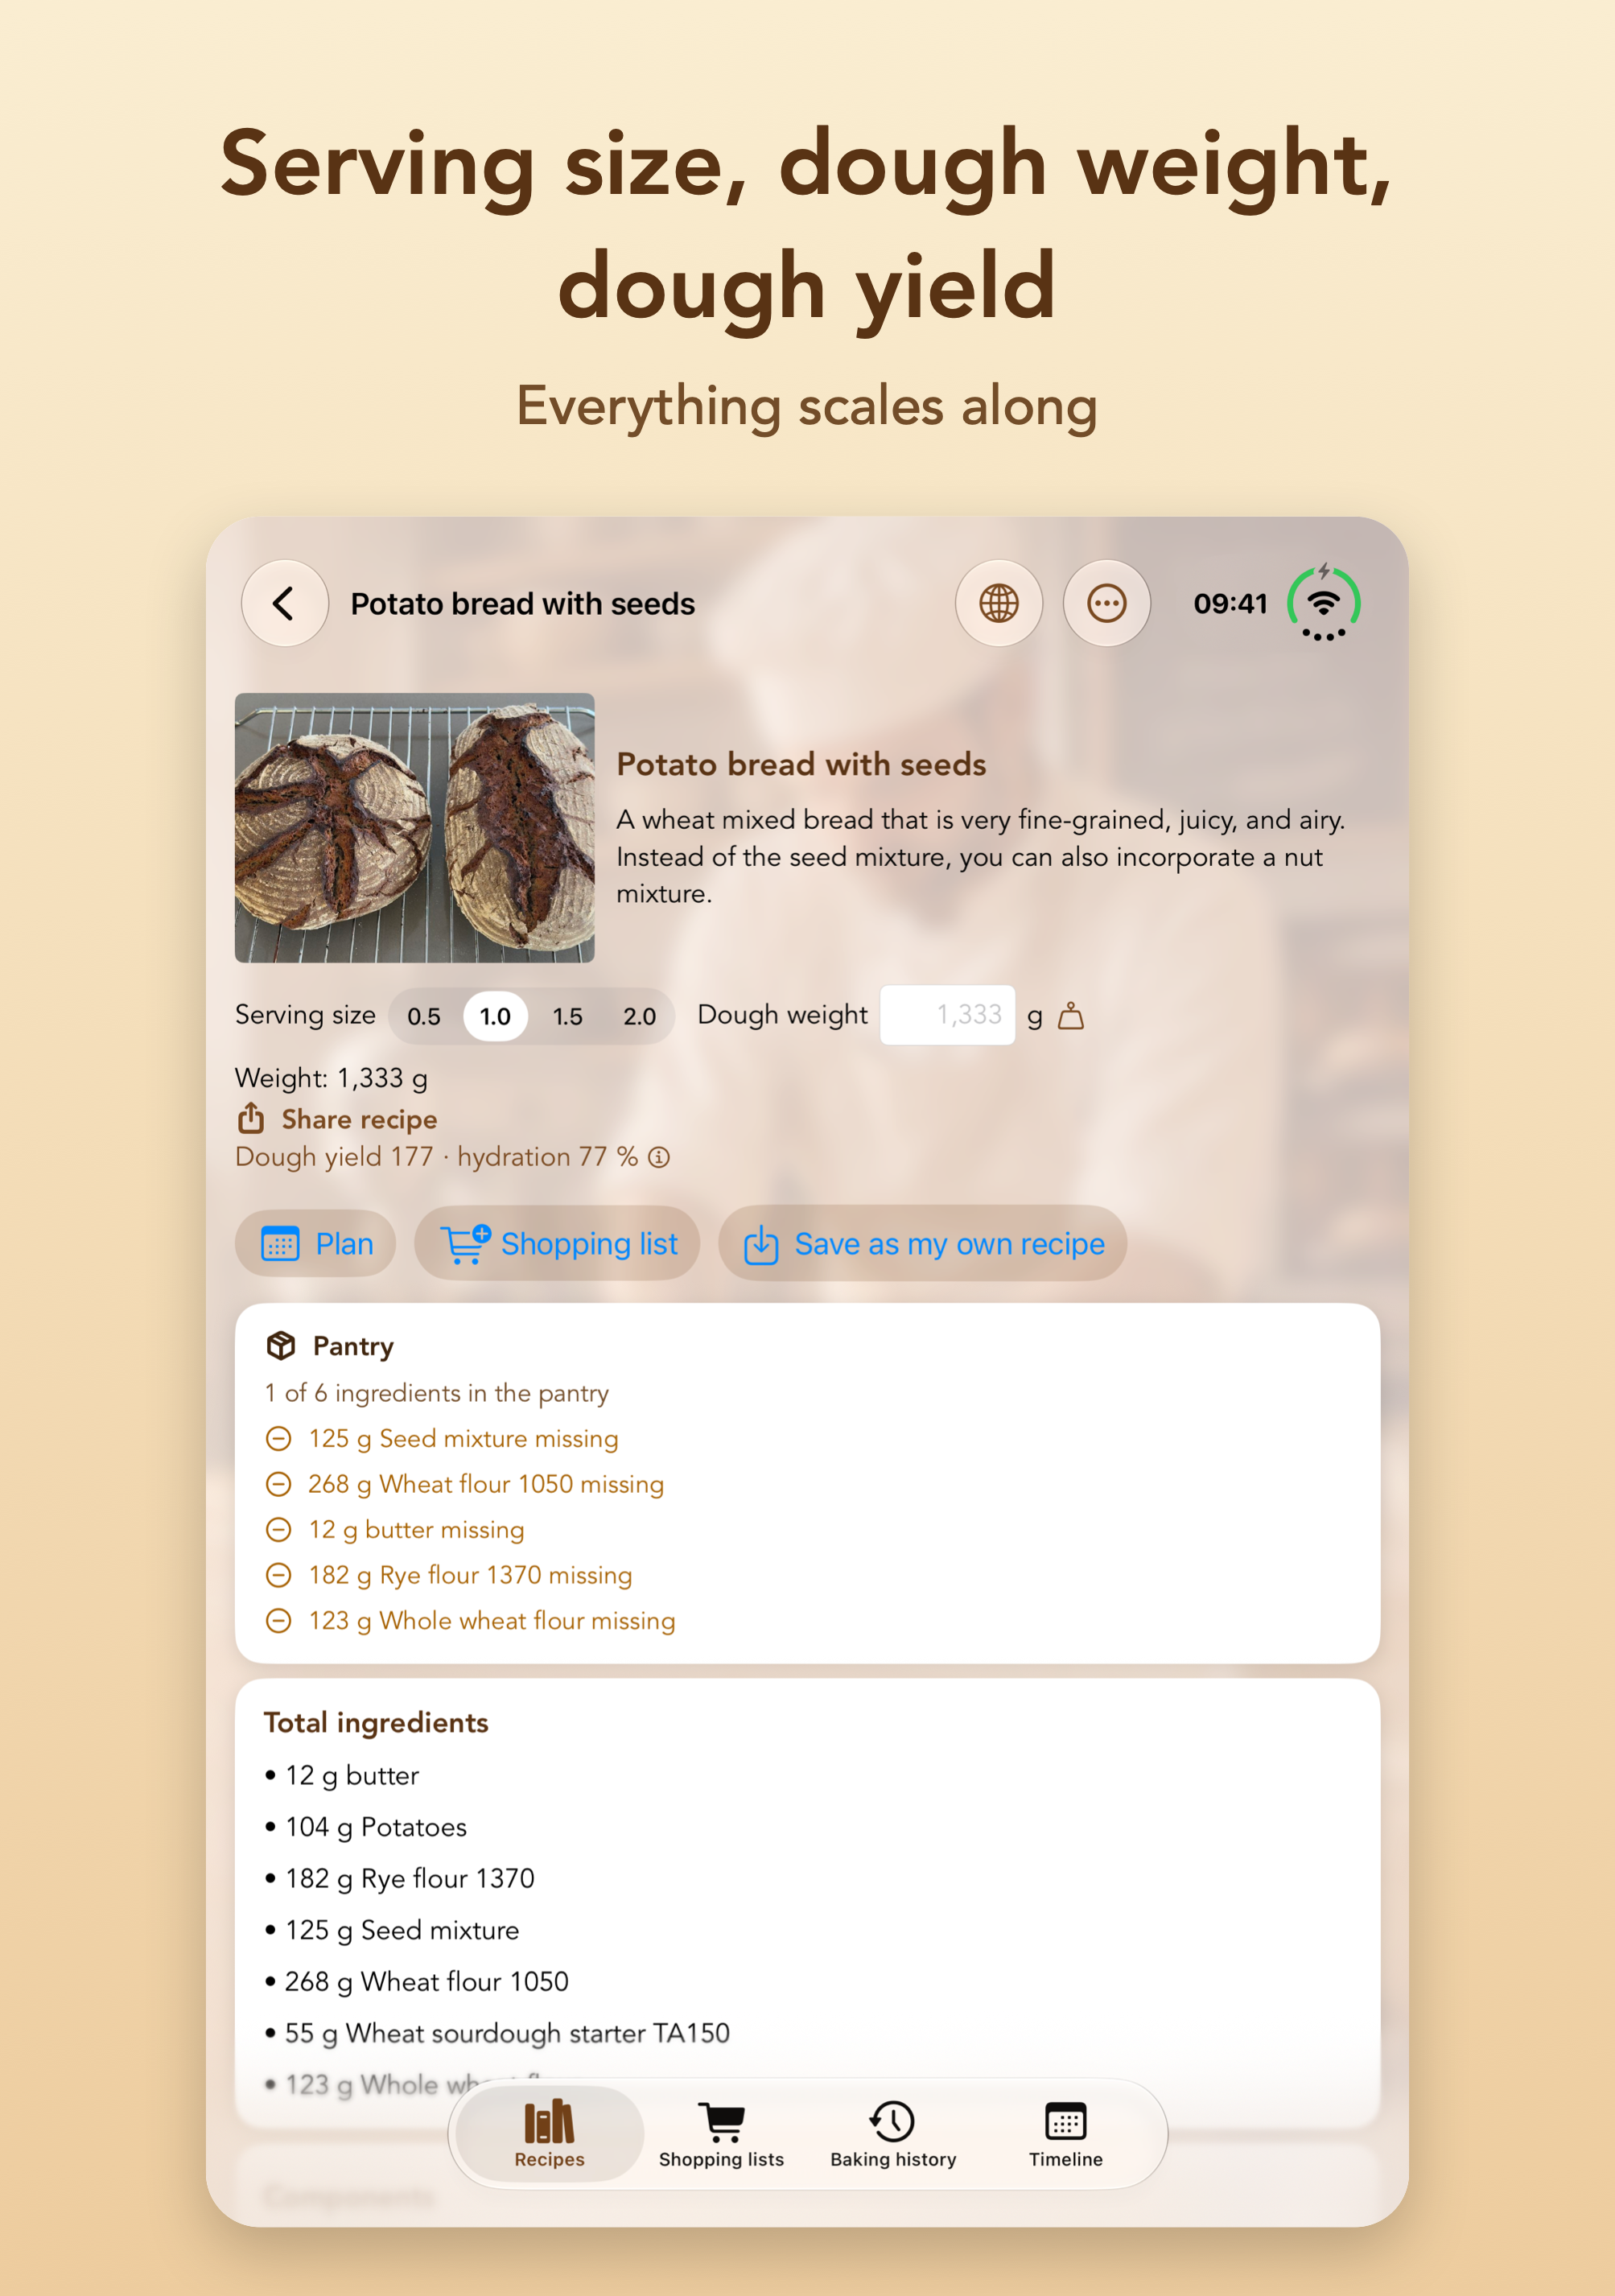 Serving size, dough weight,
dough yield
Everything scales along
Potato bread with seeds
09:41
Potato bread with seeds
A wheat mixed bread that is very fine-grained, juicy, and airy.
Instead of the seed mixture, you can also incorporate a nut
mixture.
Serving size 0.5 1.0 1.5 2.0 Dough weight 1,333 g
Weight: 1,333 g
Share recipe
Dough yield 177 · hydration 77 %
Plan Shopping list Save as my own recipe
Pantry
1 of 6 ingredients in the pantry
125 g Seed mixture missing
268 g Wheat flour 1050 missing
12 g butter missing
182 g Rye flour 1370 missing
123 g Whole wheat flour missing
Total ingredients
• 12 g butter
• 104 g Potatoes
• 182 g Rye flour 1370
• 125 g Seed mixture
• 268 g Wheat flour 1050
• 55 g Wheat sourdough starter TA150
• 123 g Whole
Recipes Shopping lists Baking history Timeline
Components